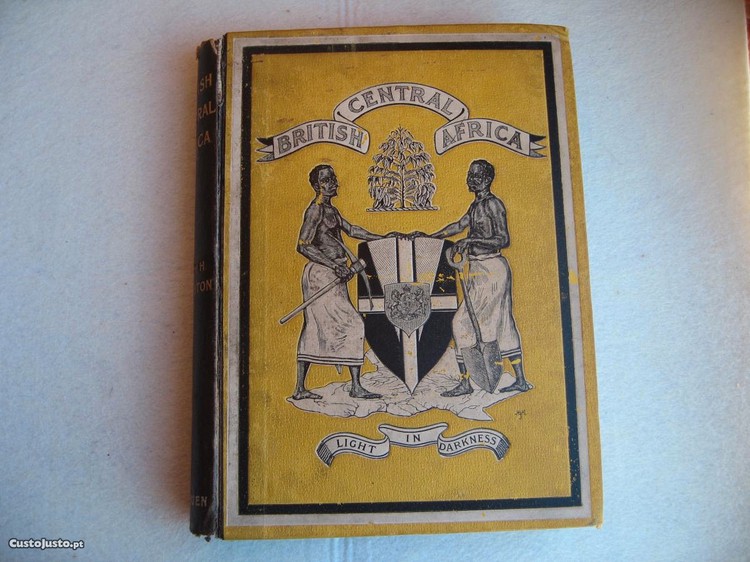 BRITISH CENTRAL AFRICA
LIGHT IN DARKNESS
CustoJusto.pt